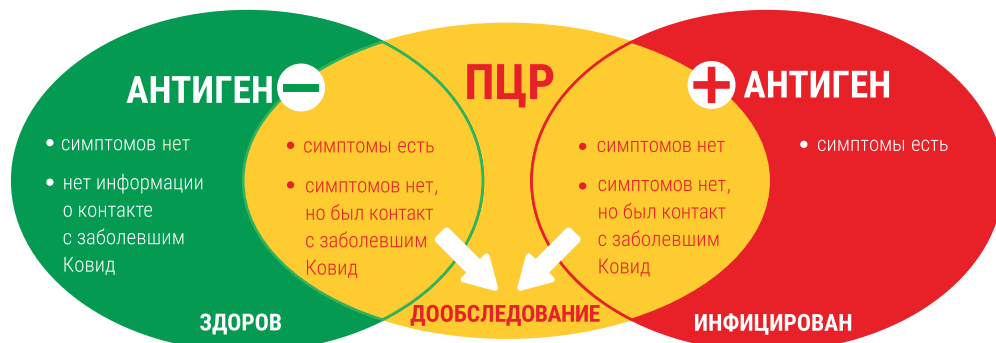 АНТИГЕН −
• симптомов нет
• нет информации
о контакте
с заболевшим
Ковид
ЗДОРОВ
ПЦР
• симптомы есть
• симптомов нет,
но был контакт
с заболевшим
Ковид
• симптомов нет
• симптомов нет,
но был контакт
с заболевшим
Ковид
ДООБСЛЕДОВАНИЕ
+ АНТИГЕН
• симптомы есть
ИНФИЦИРОВАН